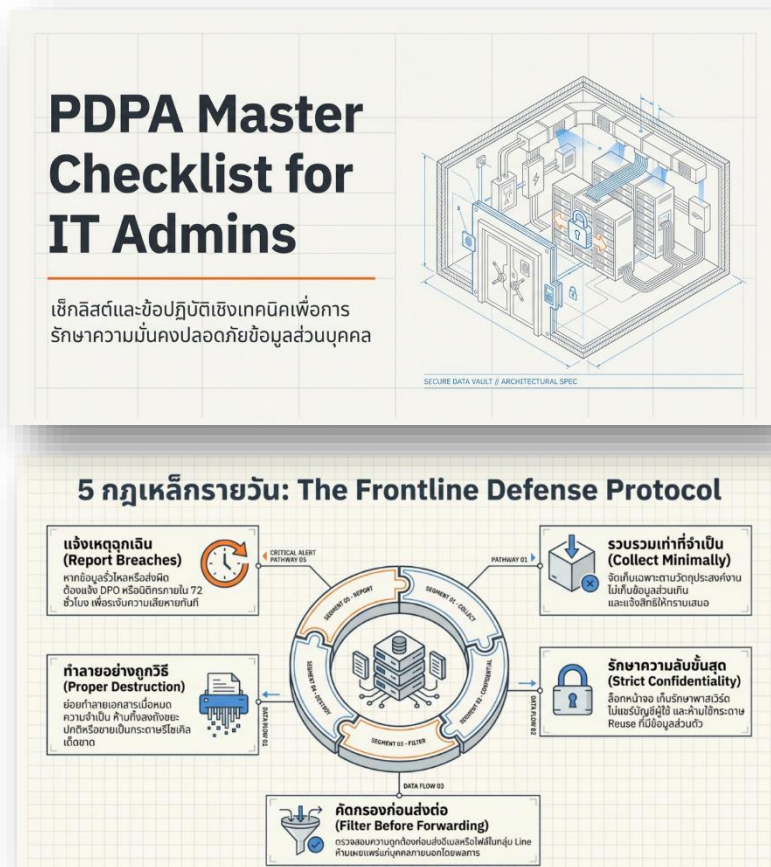 PDPA Master
Checklist for
IT Admins
เช็กลิสต์และข้อปฏิบัติเชิงเทคนิคเพื่อการ
รักษาความมั่นคงปลอดภัยข้อมูลส่วนบุคคล
SECURE DATA VAULT // ARCHITECTURAL SPEC
5 กฎเหล็กรายวัน: The Frontline Defense Protocol
แจ้งเหตุฉุกเฉิน
(Report Breaches)
หากข้อมูลรั่วไหลหรือส่งผิด
ต้องแจ้ง DPO หรือนิติกรภายใน 72
ชั่วโมง เพื่อระงับความเสียหายทันที
CRITICAL ALERT
PATHWAY 05
PATHWAY 01
รวบรวมเท่าที่จำเป็น
(Collect Minimally)
จัดเก็บเฉพาะตามวัตถุประสงค์งาน
ไม่เก็บข้อมูลส่วนเกิน
และแจ้งสิทธิให้ทราบเสมอ
SEGMENT 05 - REPORT
SEGMENT 01 - COLLECT
ทำลายอย่างถูกวิธี
(Proper Destruction)
ย่อยทำลายเอกสารเมื่อหมด
ความจำเป็น ห้ามทิ้งลงถังขยะ
ปกติหรือขายเป็นกระดาษรีไซเคิล
เด็ดขาด
SEGMENT 04 - DESTROY
SEGMENT 02 - CONFIDENTIAL
รักษาความลับขั้นสุด
(Strict Confidentiality)
ล็อกหน้าจอ เก็บรักษาพาสเวิร์ด
ไม่แชร์บัญชีผู้ใช้ และห้ามใช้กระดาษ
Reuse ที่มีข้อมูลส่วนตัว
DATA FLOW 02
SEGMENT 03 - FILTER
DATA FLOW 03
คัดกรองก่อนส่งต่อ
(Filter Before Forwarding)
ตรวจสอบความถูกต้องก่อนส่งอีเมลหรือไฟล์ในกลุ่ม Line
ห้ามเผยแพร่แก่บุคคลภายนอกโดยพลการ